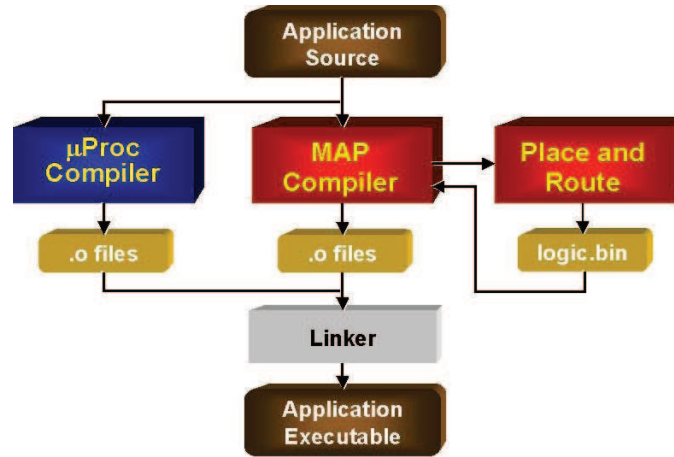 Application
Source
μProc
Compiler
MAP
Compiler
Place and
Route
.o files
.o files
logic.bin
Linker
Application
Executable